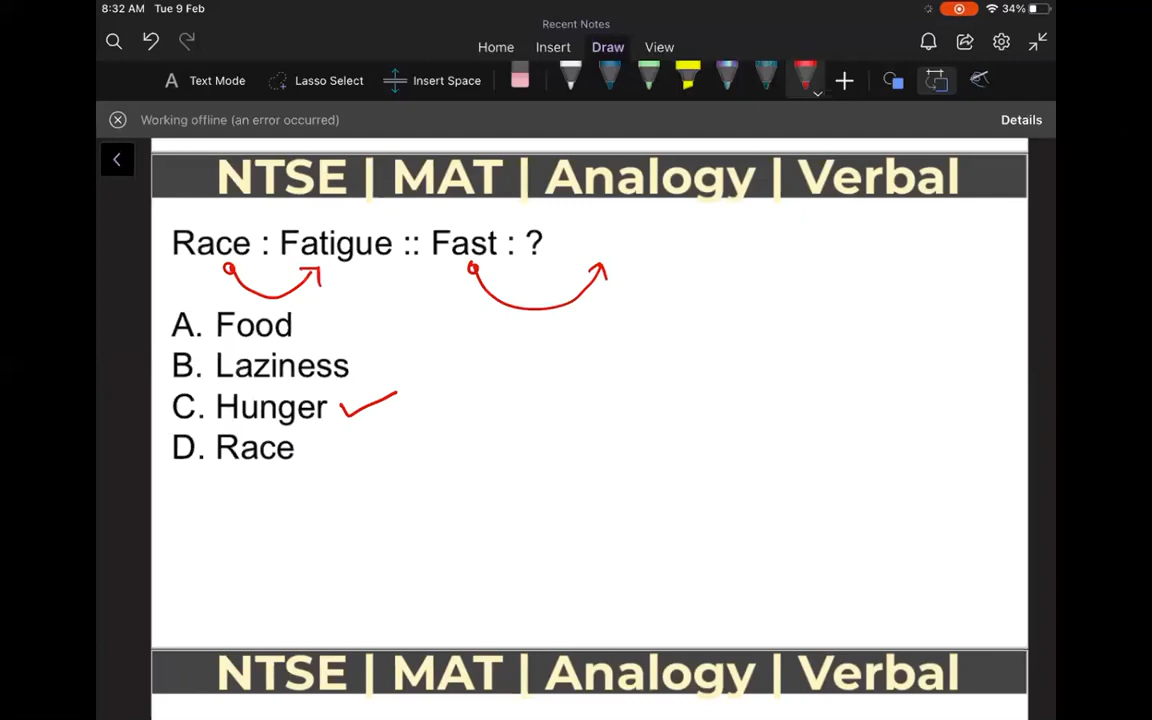 8:32 AM Tue 9 Feb
34%
Recent Notes
Home Insert Draw View
Text Mode Lasso Select Insert Space
Working offline (an error occurred) Details
NTSE | MAT | Analogy | Verbal
Race : Fatigue :: Fast : ?
A. Food
B. Laziness
C. Hunger
D. Race
NTSE | MAT | Analogy | Verbal